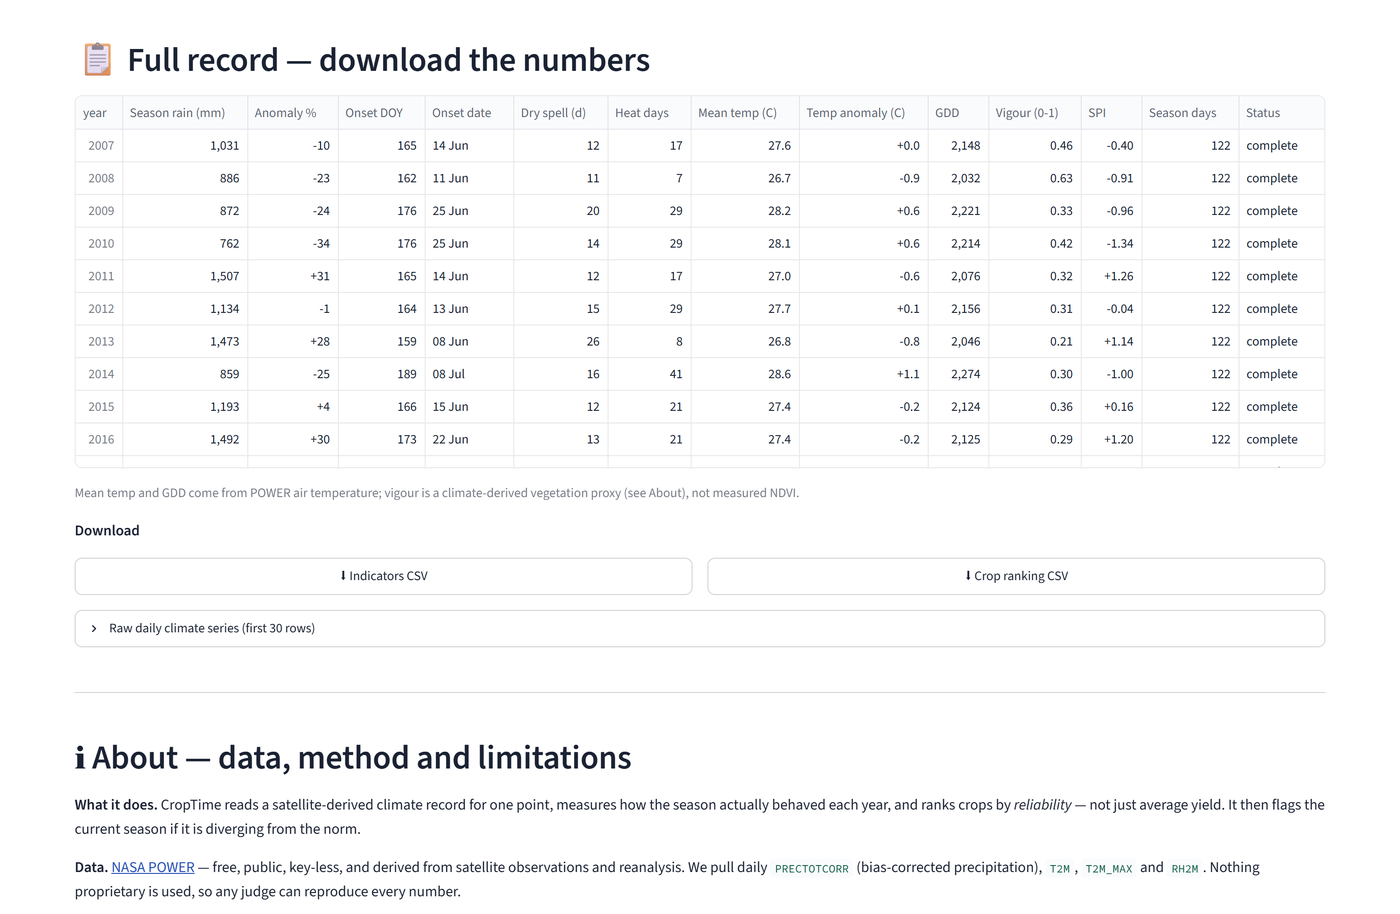 📋 Full record — download the numbers
year Season rain (mm) Anomaly % Onset DOY Onset date Dry spell (d) Heat days Mean temp (C) Temp anomaly (C) GDD Vigour (0-1) SPI Season days Status
2007 1,031 -10 165 14 Jun 12 17 27.6 +0.0 2,148 0.46 -0.40 122 complete
2008 886 -23 162 11 Jun 11 7 26.7 -0.9 2,032 0.63 -0.91 122 complete
2009 872 -24 176 25 Jun 20 29 28.2 +0.6 2,221 0.33 -0.96 122 complete
2010 762 -34 176 25 Jun 14 29 28.1 +0.6 2,214 0.42 -1.34 122 complete
2011 1,507 +31 165 14 Jun 12 17 27.0 -0.6 2,076 0.32 +1.26 122 complete
2012 1,134 -1 164 13 Jun 15 29 27.7 +0.1 2,156 0.31 -0.04 122 complete
2013 1,473 +28 159 08 Jun 26 8 26.8 -0.8 2,046 0.21 +1.14 122 complete
2014 859 -25 189 08 Jul 16 41 28.6 +1.1 2,274 0.30 -1.00 122 complete
2015 1,193 +4 166 15 Jun 12 21 27.4 -0.2 2,124 0.36 +0.16 122 complete
2016 1,492 +30 173 22 Jun 13 21 27.4 -0.2 2,125 0.29 +1.20 122 complete
Mean temp and GDD come from POWER air temperature; vigour is a climate-derived vegetation proxy (see About), not measured NDVI.
Download
⬇ Indicators CSV
⬇ Crop ranking CSV
Raw daily climate series (first 30 rows)
ℹ About — data, method and limitations
What it does. CropTime reads a satellite-derived climate record for one point, measures how the season actually behaved each year, and ranks crops by reliability — not just average yield. It then flags the
current season if it is diverging from the norm.
Data. NASA POWER — free, public, key-less, and derived from satellite observations and reanalysis. We pull daily PRECTOTCORR (bias-corrected precipitation), T2M , T2M_MAX and RH2M . Nothing
proprietary is used, so any judge can reproduce every number.